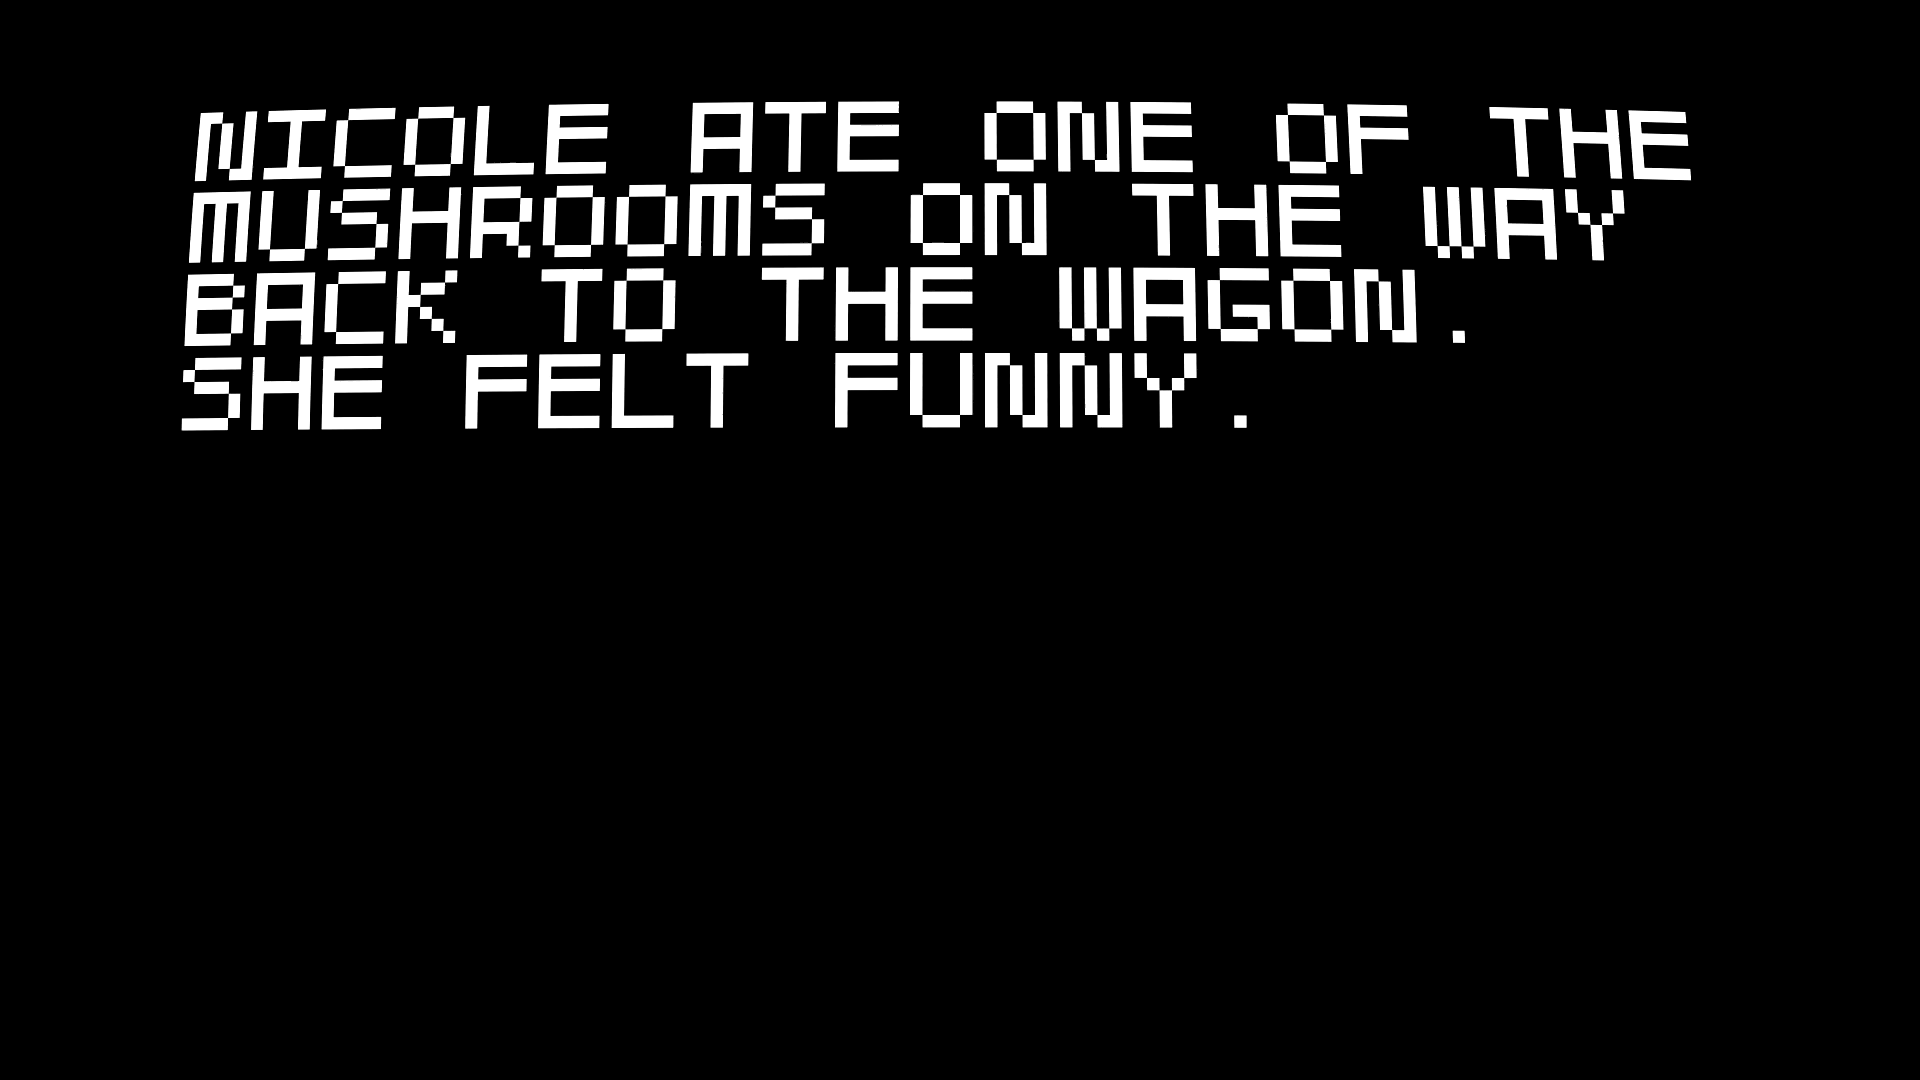 NICOLE ATE ONE OF THE
MUSHROOMS ON THE WAY
BACK TO THE WAGON.
SHE FELT FUNNY.